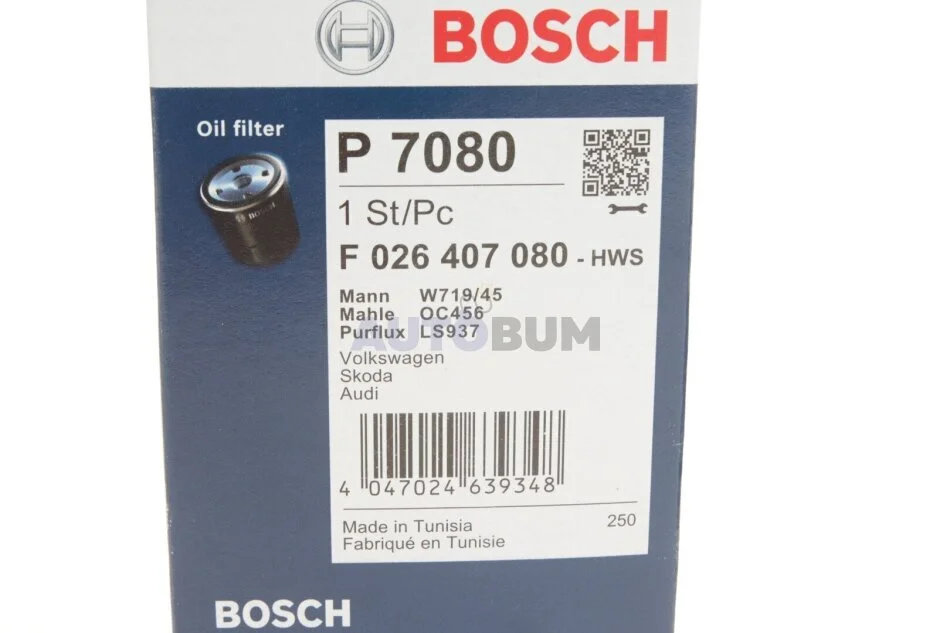 BOSCH
Oil filter
BOSCH
P 7080
1 St/Pc
F 026 407 080 - HWS
Mann W719/45
Mahle OC456
Purflux LS937
AUTOBUM
Volkswagen
Skoda
Audi
4 047024 639348
Made in Tunisia 250
Fabriqué en Tunisie
BOSCH